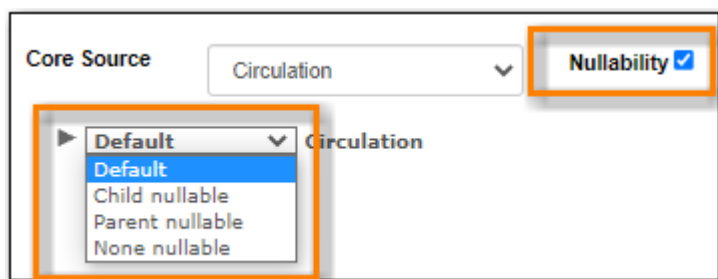 Core Source
Circulation
Nullability
Default Circulation
Default
Child nullable
Parent nullable
None nullable